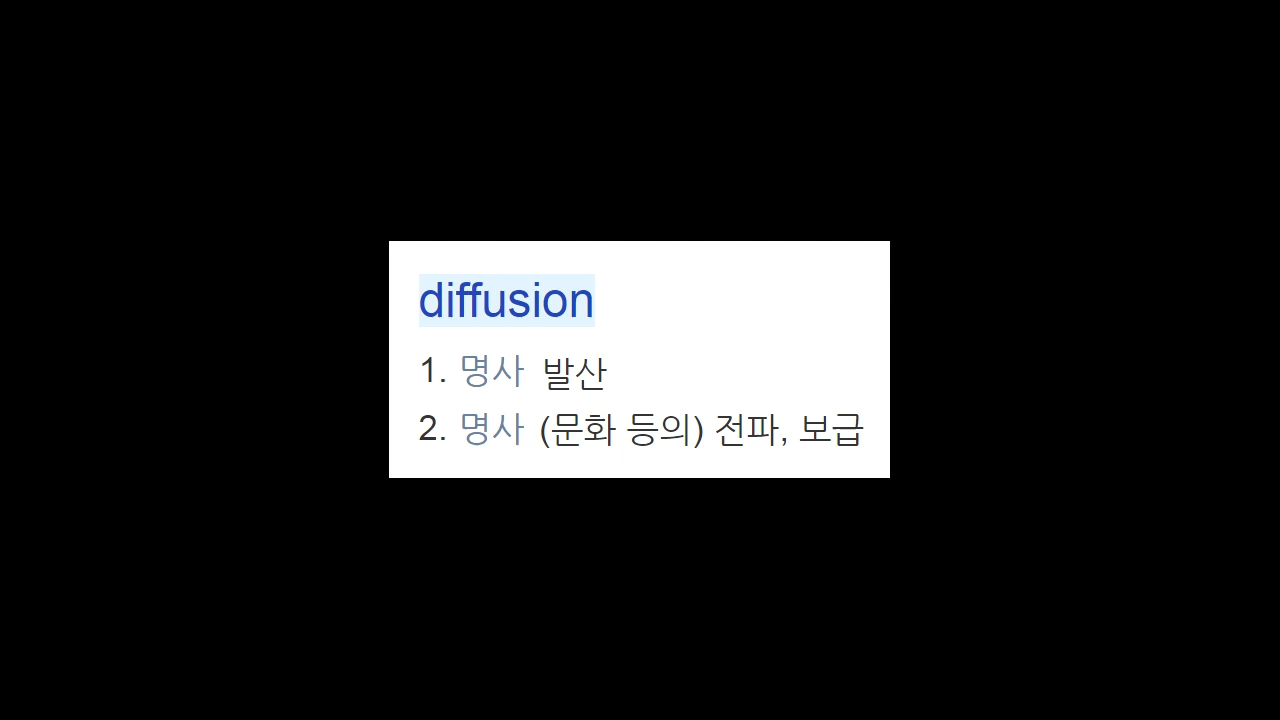 diffusion
1. 명사 발산
2. 명사 (문화 등의) 전파, 보급